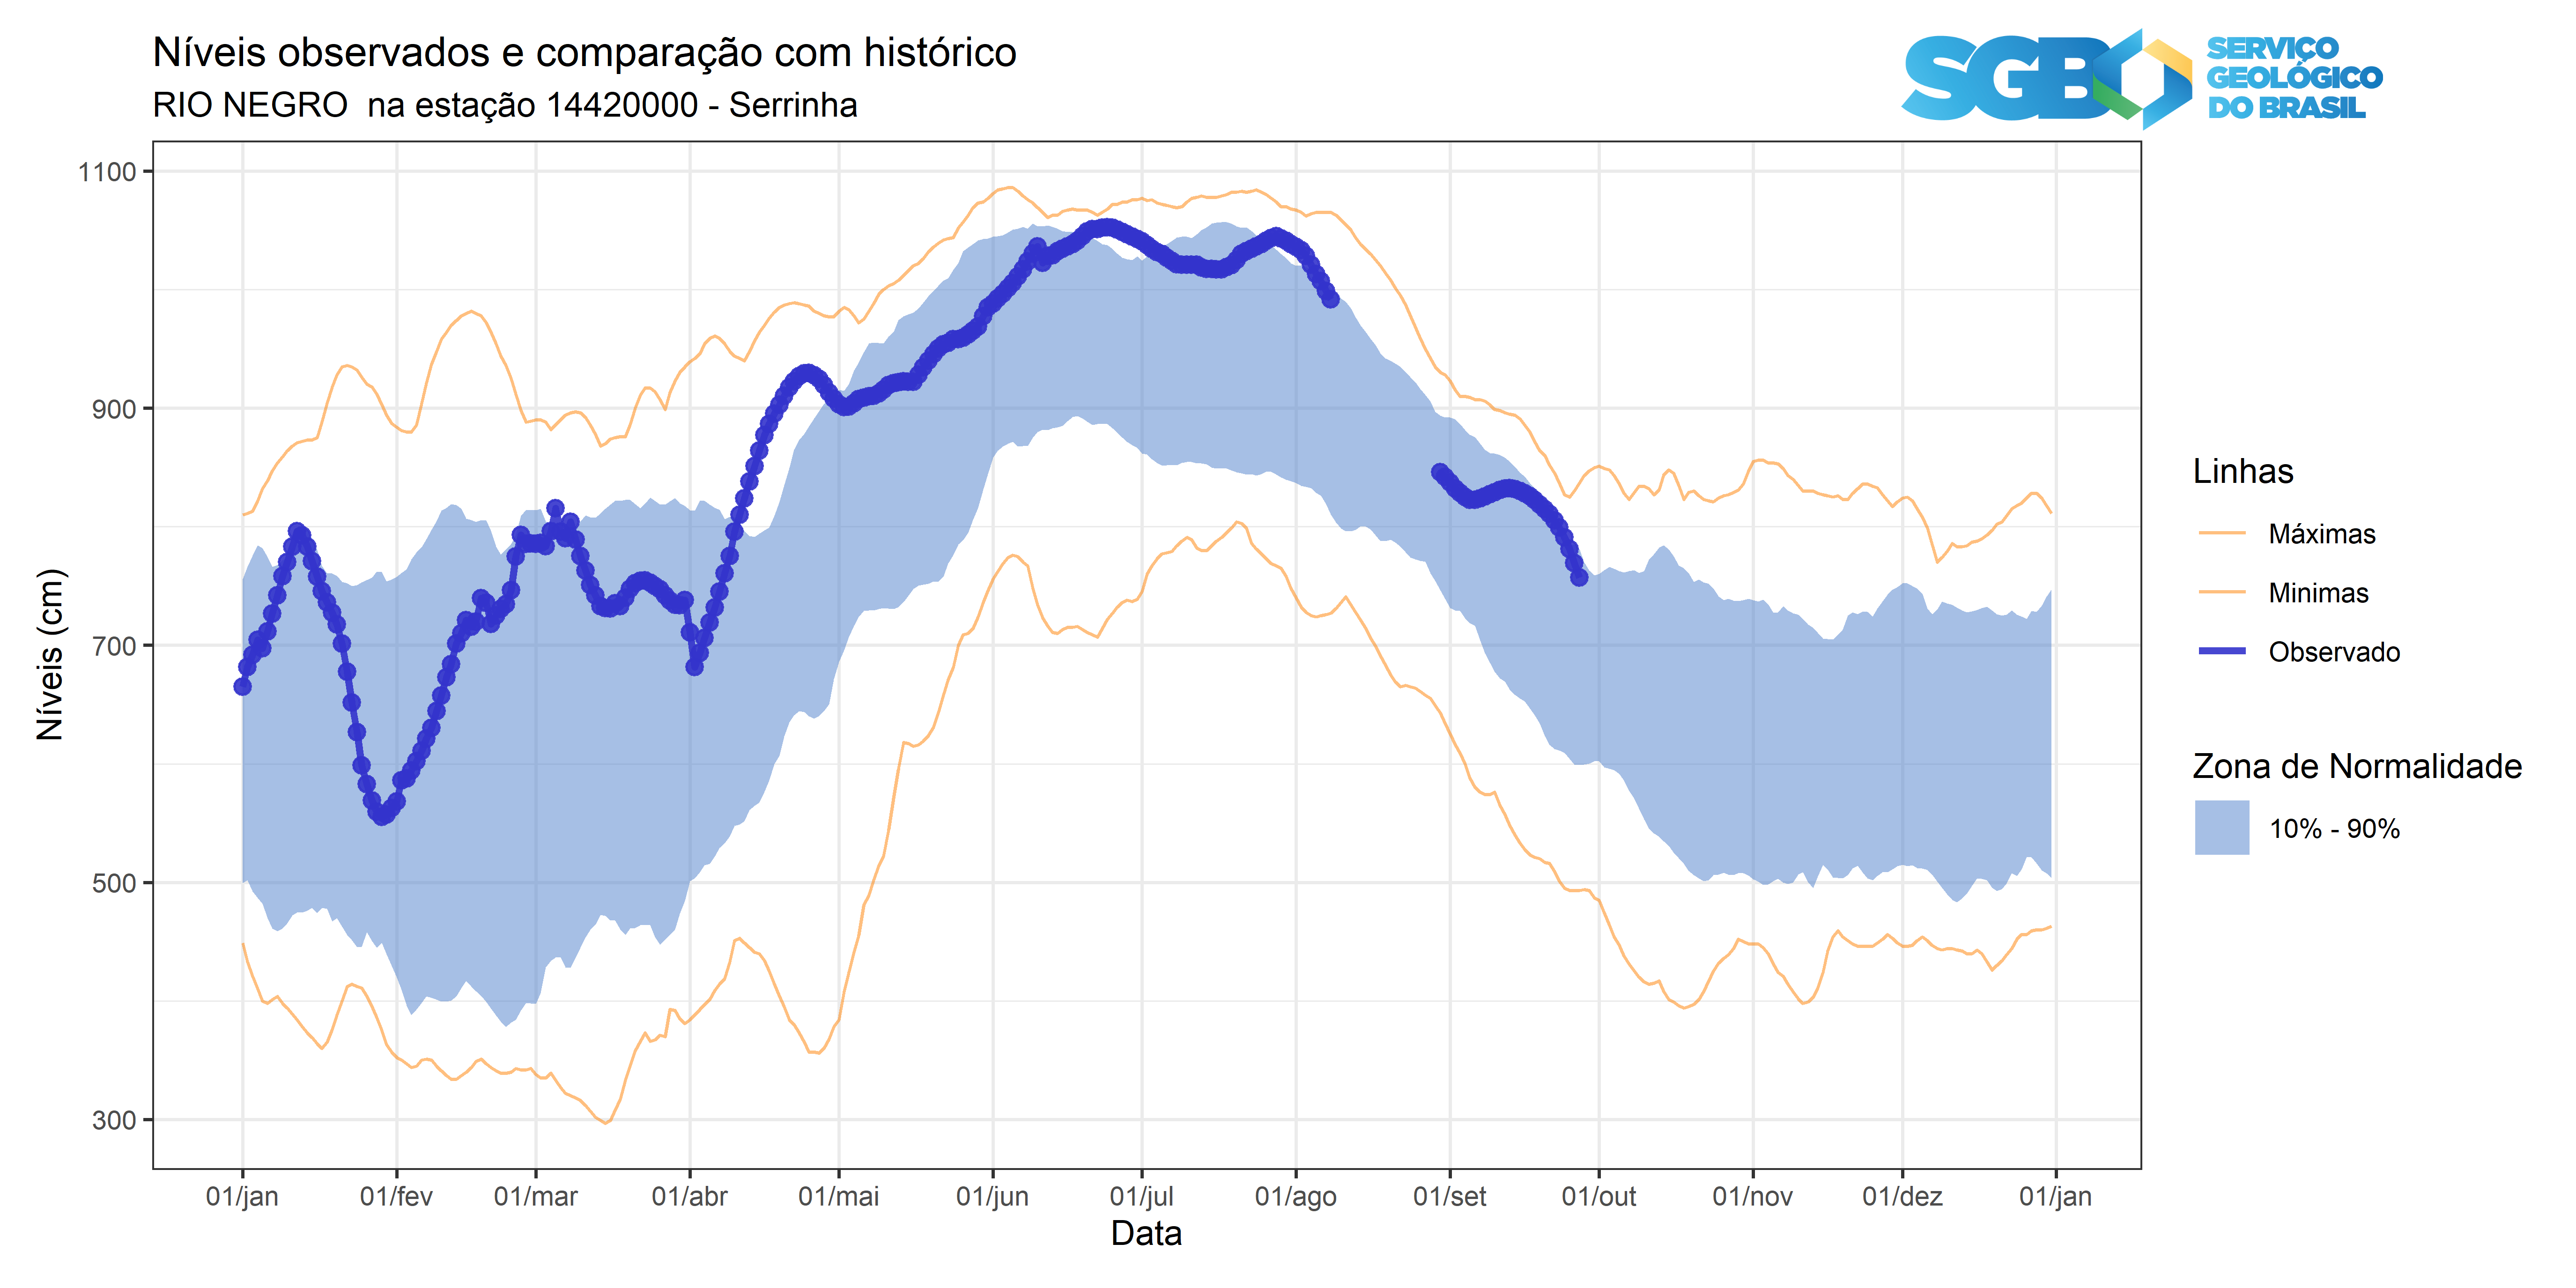 Níveis observados e comparação com histórico
RIO NEGRO  na estação 14420000 - Serrinha
SGB
SERVIÇO
GEOLÓGICO
DO BRASIL
1100
900
700
500
300
Níveis (cm)
01/jan 01/fev 01/mar 01/abr 01/mai 01/jun 01/jul 01/ago 01/set 01/out 01/nov 01/dez 01/jan
Data
Linhas
Máximas
Minimas
Observado
Zona de Normalidade
10% - 90%